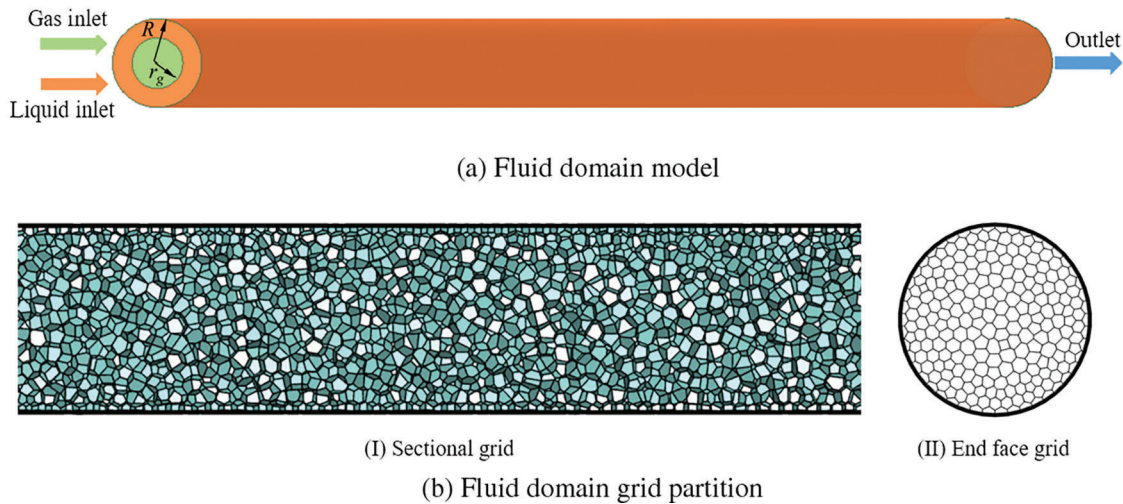 Gas inlet
R
r_g
Liquid inlet
Outlet
(a) Fluid domain model
(I) Sectional grid
(II) End face grid
(b) Fluid domain grid partition